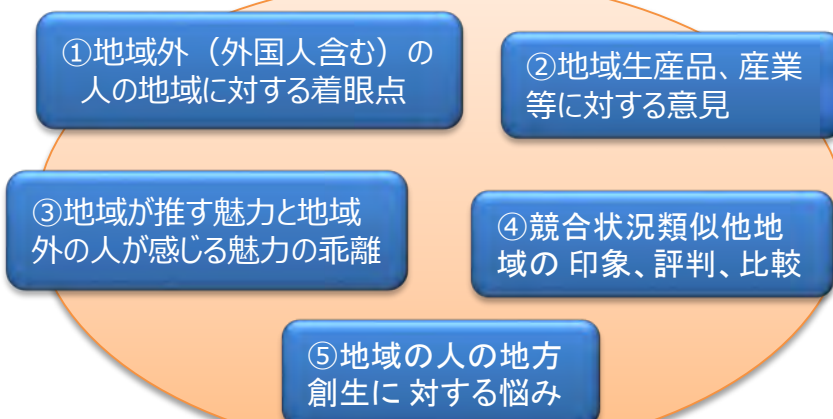 ①地域外（外国人含む）の
人の地域に対する着眼点
②地域生産品、産業
等に対する意見
③地域が推す魅力と地域
外の人が感じる魅力の乖離
④競合状況類似他地
域の 印象、評判、比較
⑤地域の人の地方
創生に 対する悩み